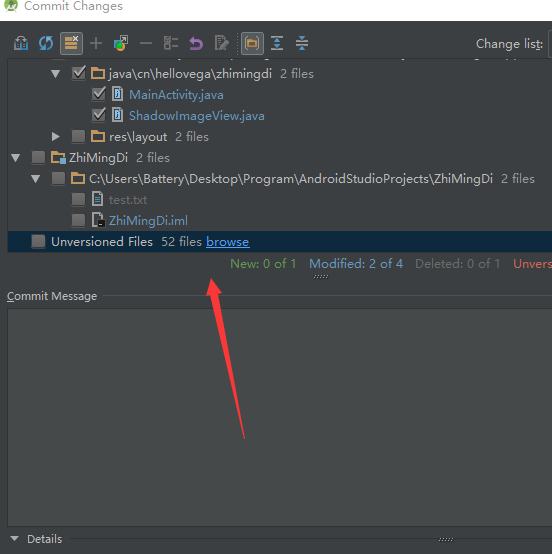 Commit Changes
Change list:
java\cn\hellovega\zhimingdi 2 files
MainActivity.java
ShadowImageView.java
res\layout 2 files
ZhiMingDi 2 files
C:\Users\Battery\Desktop\Program\AndroidStudioProjects\ZhiMingDi 2 files
test.txt
ZhiMingDi.iml
Unversioned Files 52 files browse
New: 0 of 1 Modified: 2 of 4 Deleted: 0 of 1 Unvers
Commit Message
Details